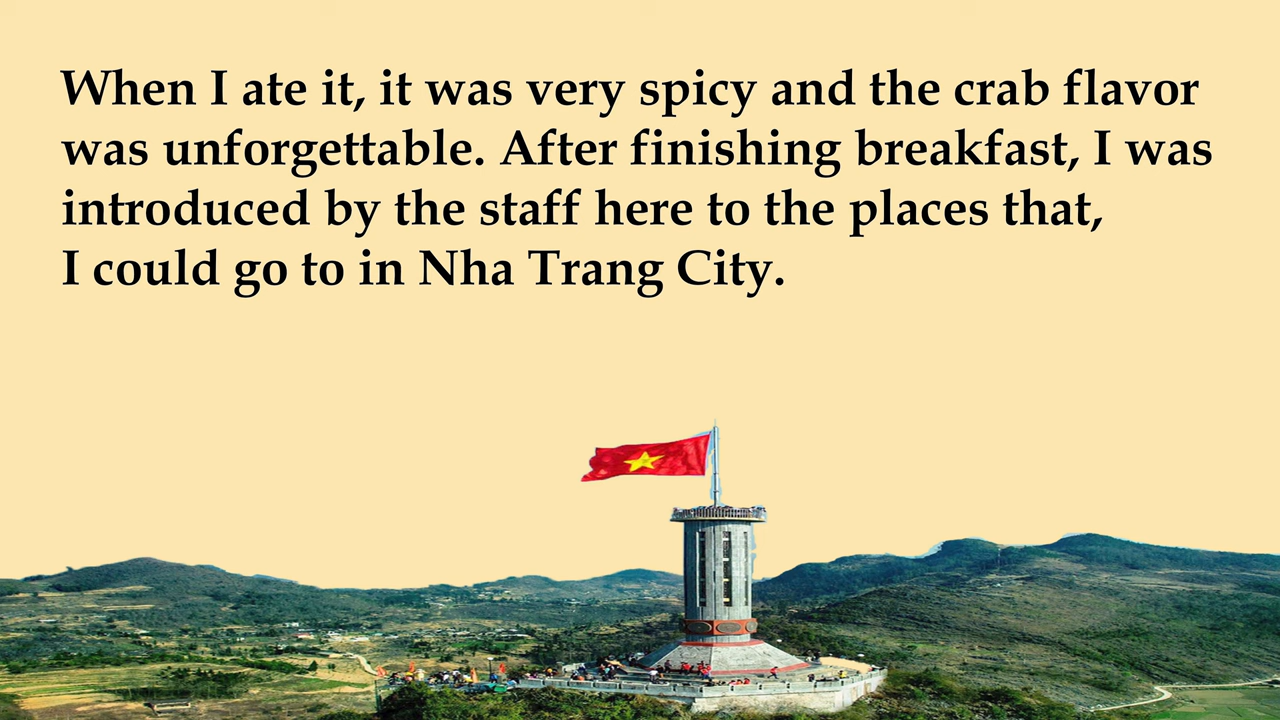 When I ate it, it was very spicy and the crab flavor
was unforgettable. After finishing breakfast, I was
introduced by the staff here to the places that,
I could go to in Nha Trang City.